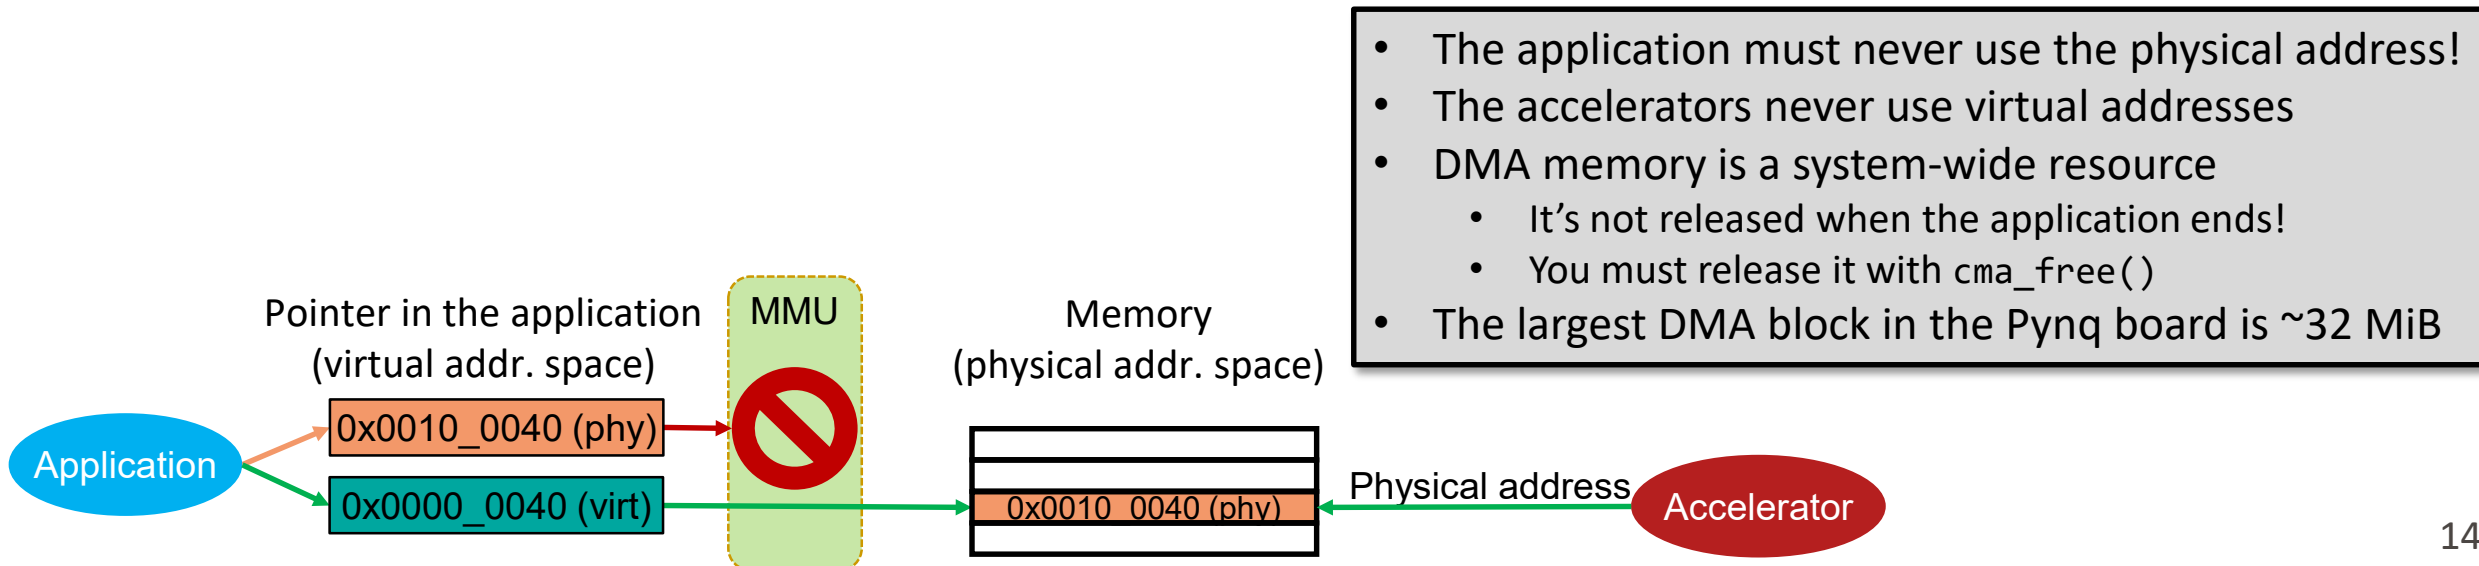 • The application must never use the physical address!
• The accelerators never use virtual addresses
• DMA memory is a system-wide resource
• It’s not released when the application ends!
• You must release it with cma_free()
• The largest DMA block in the Pynq board is ~32 MiB
Pointer in the application
(virtual addr. space)
MMU
Memory
(physical addr. space)
Application
0x0010_0040 (phy)
0x0000_0040 (virt)
0x0010_0040 (phy)
Physical address
Accelerator
14